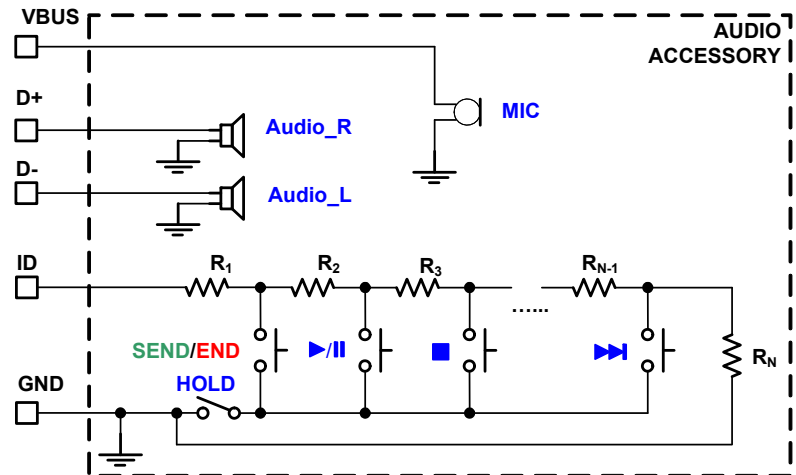 VBUS
AUDIO
ACCESSORY
D+
Audio_R
MIC
D-
Audio_L
ID
R1
R2
R3
......
RN-1
SEND/END
RN
HOLD
GND